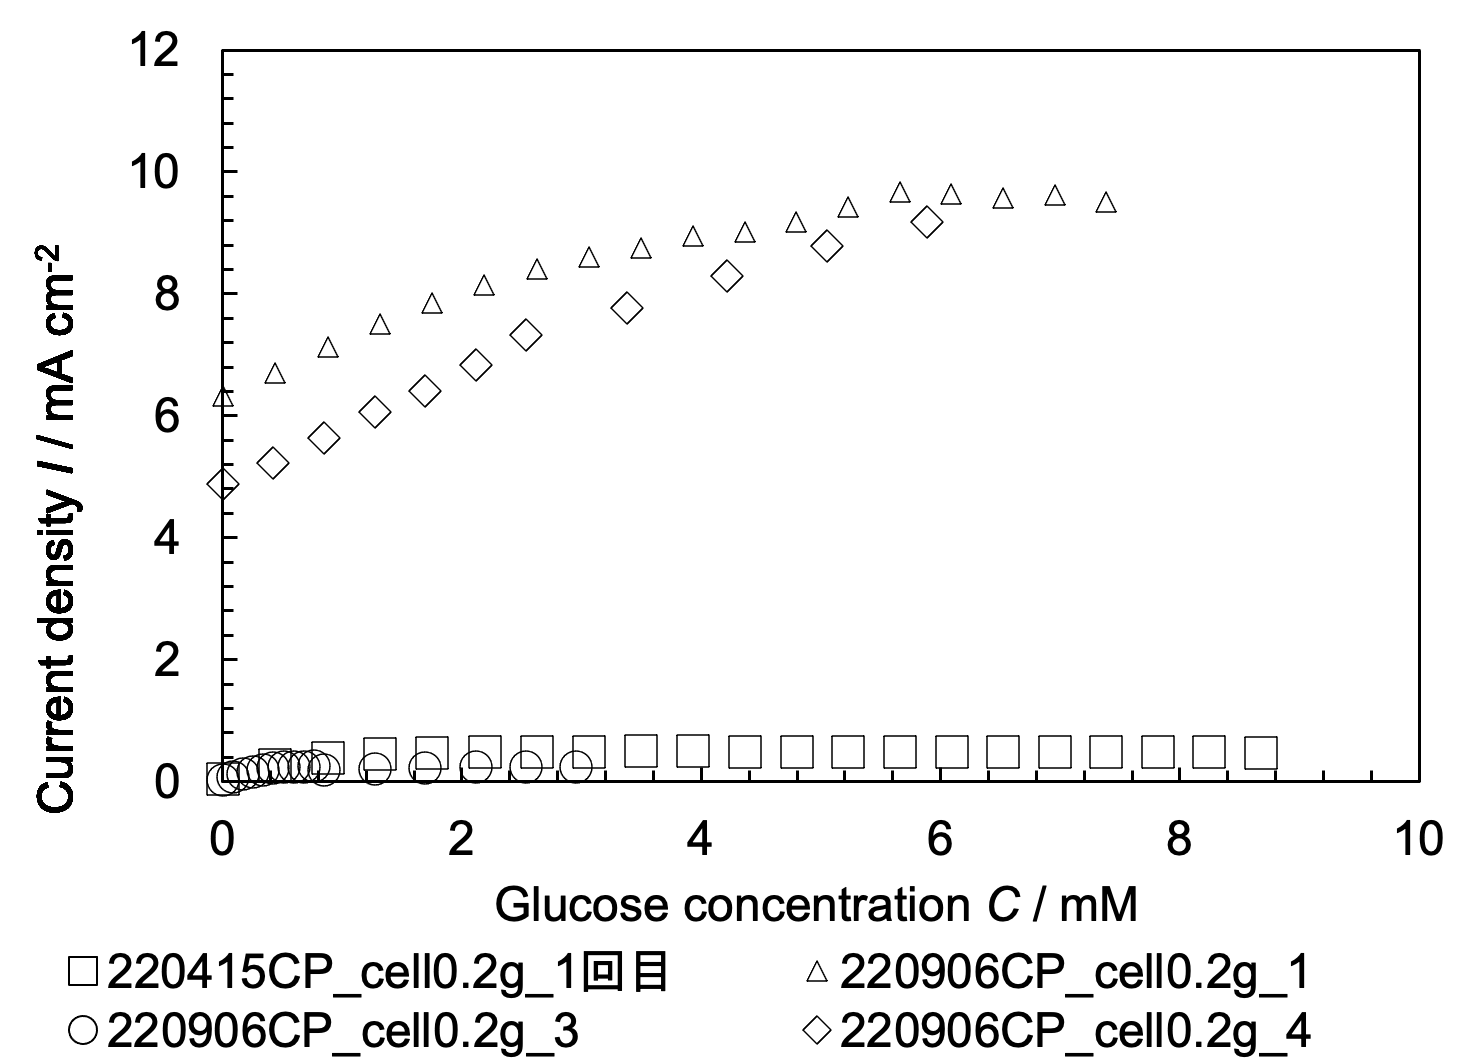 12
10
8
6
4
2
0
Current density I / mA cm-2
0 2 4 6 8 10
Glucose concentration C / mM
220415CP_cell0.2g_1回目
220906CP_cell0.2g_1
220906CP_cell0.2g_3
220906CP_cell0.2g_4